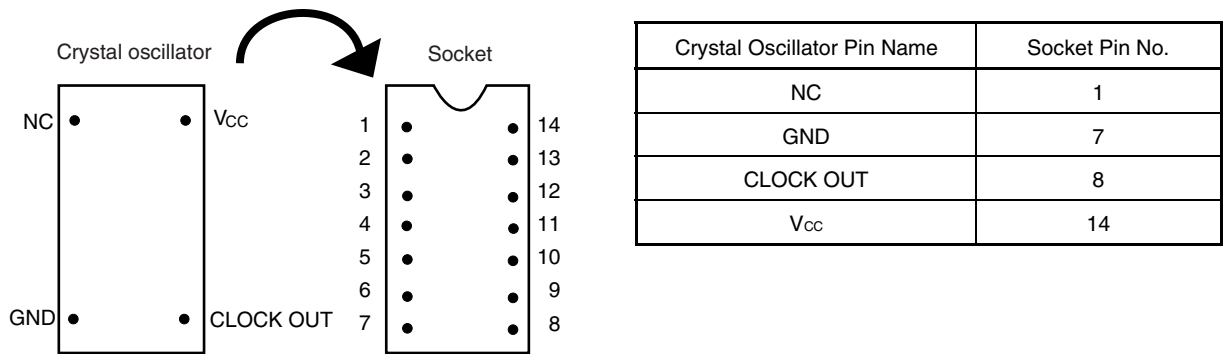 Crystal oscillator
NC
VCC
GND
CLOCK OUT
Socket
1 14
2 13
3 12
4 11
5 10
6 9
7 8
Crystal Oscillator Pin Name Socket Pin No.
NC 1
GND 7
CLOCK OUT 8
VCC 14